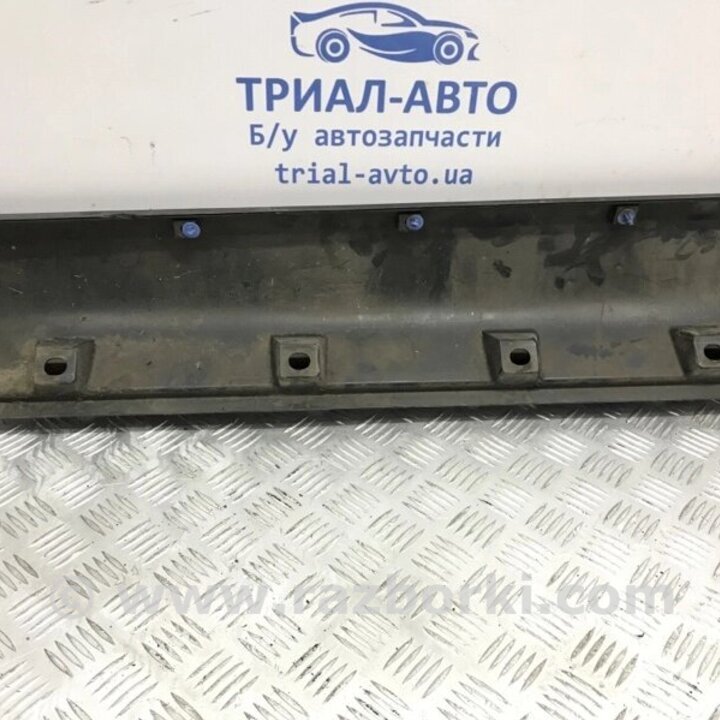 ТРИАЛ-АВТО
Б/у автозапчасти
trial-avto.ua
© www.razborki.com